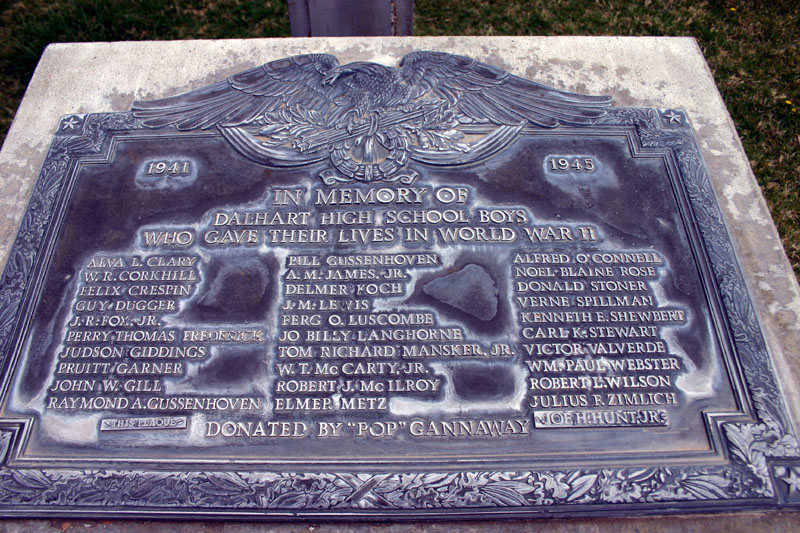 1941
1945
IN MEMORY OF
DALHART HIGH SCHOOL BOYS
WHO GAVE THEIR LIVES IN WORLD WAR II
ALVA L. CLARY
W. R. CORKHILL
FELIX CRESPIN
GUY DUGGER
J. R. FOX, JR.
PERRY THOMAS FREDERICK
JUDSON GIDDINGS
PRUITT GARNER
JOHN W. GILL
RAYMOND A. GUSSENHOVEN
BILL GUSSENHOVEN
A. M. JAMES, JR.
DELMER KOCH
J. M. LEWIS
FERG O. LUSCOMBE
JO BILLY LANGHORNE
TOM RICHARD MANSKER, JR.
W. T. McCARTY, JR.
ROBERT J. McILROY
ELMER METZ
ALFRED O'CONNELL
NOEL BLAINE ROSE
DONALD STONER
VERNE SPILLMAN
KENNETH E. SHEWBERT
CARL K. STEWART
VICTOR VALVERDE
WM. PAUL WEBSTER
ROBERT L. WILSON
JULIUS F. ZIMLICH
JOE H. HUNT JR.
THIS PLAQUE
DONATED BY "POP" GANNAWAY